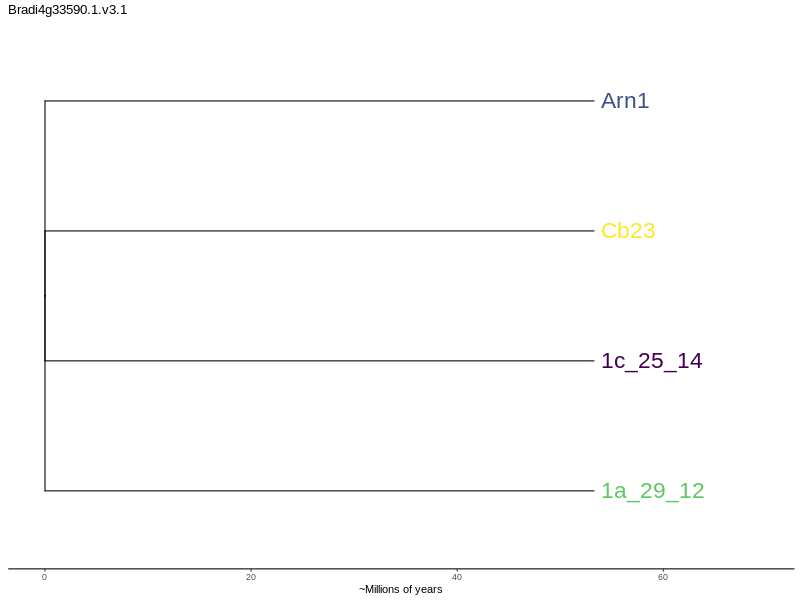 Bradi4g33590.1.v3.1
Arn1
Cb23
1c_25_14
1a_29_12
0 20 40 60
~Millions of years